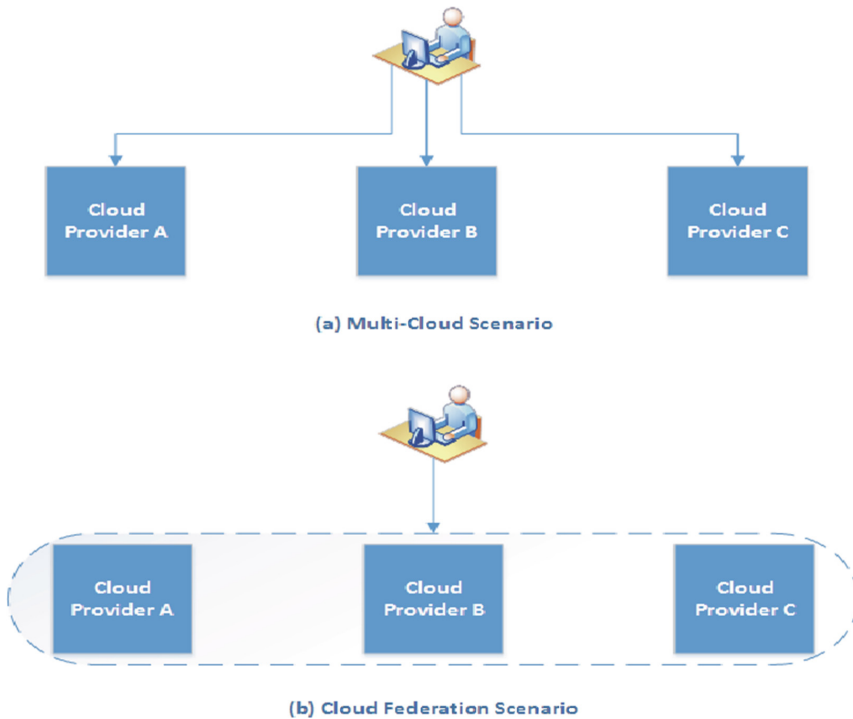 Cloud
Provider A
Cloud
Provider B
Cloud
Provider C
(a) Multi-Cloud Scenario
Cloud
Provider A
Cloud
Provider B
Cloud
Provider C
(b) Cloud Federation Scenario